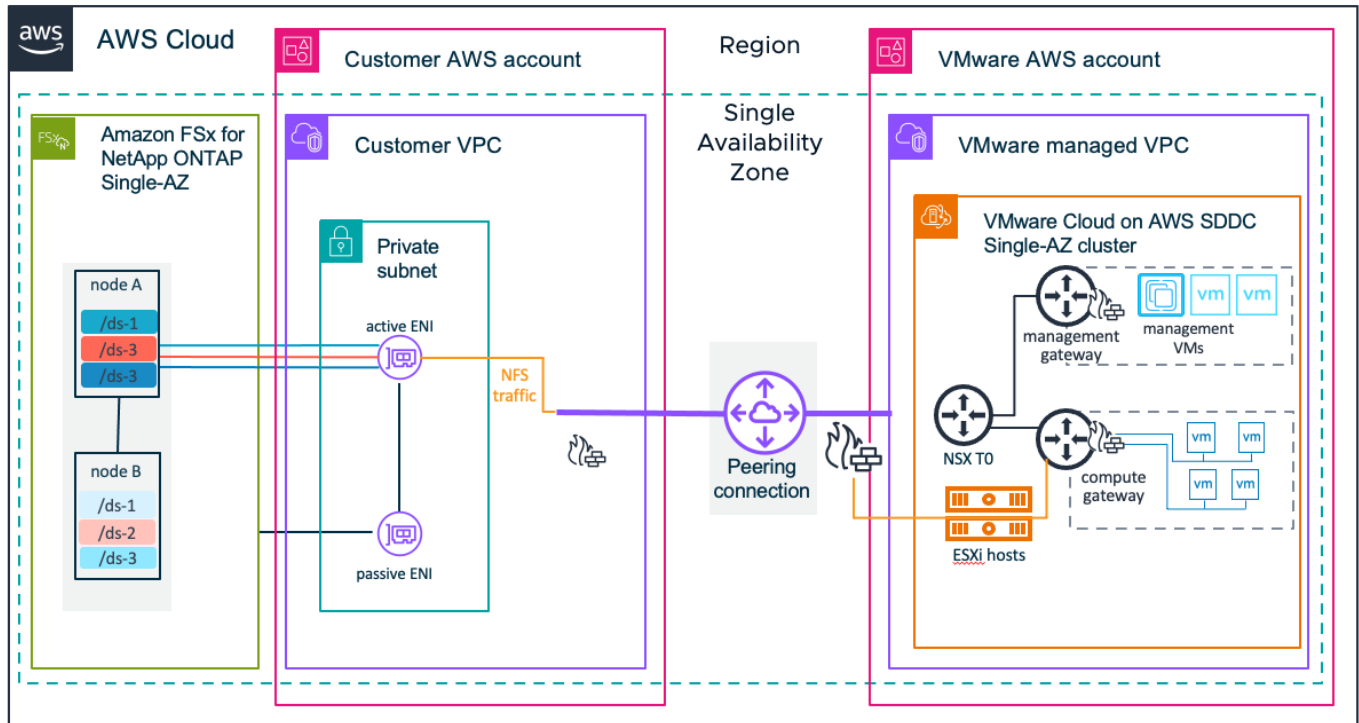 aws
AWS Cloud
Customer AWS account
Region
VMware AWS account
FSx
N
Amazon FSx for
NetApp ONTAP
Single-AZ
Customer VPC
Single
Availability
Zone
VMware managed VPC
Private
subnet
VMware Cloud on AWS SDDC
Single-AZ cluster
node A
/ds-1
/ds-3
/ds-3
active ENI
NFS
traffic
management
gateway
vm
vm
management
VMs
node B
/ds-1
/ds-2
/ds-3
passive ENI
Peering
connection
NSX T0
compute
gateway
vm
vm
vm
vm
ESXi hosts